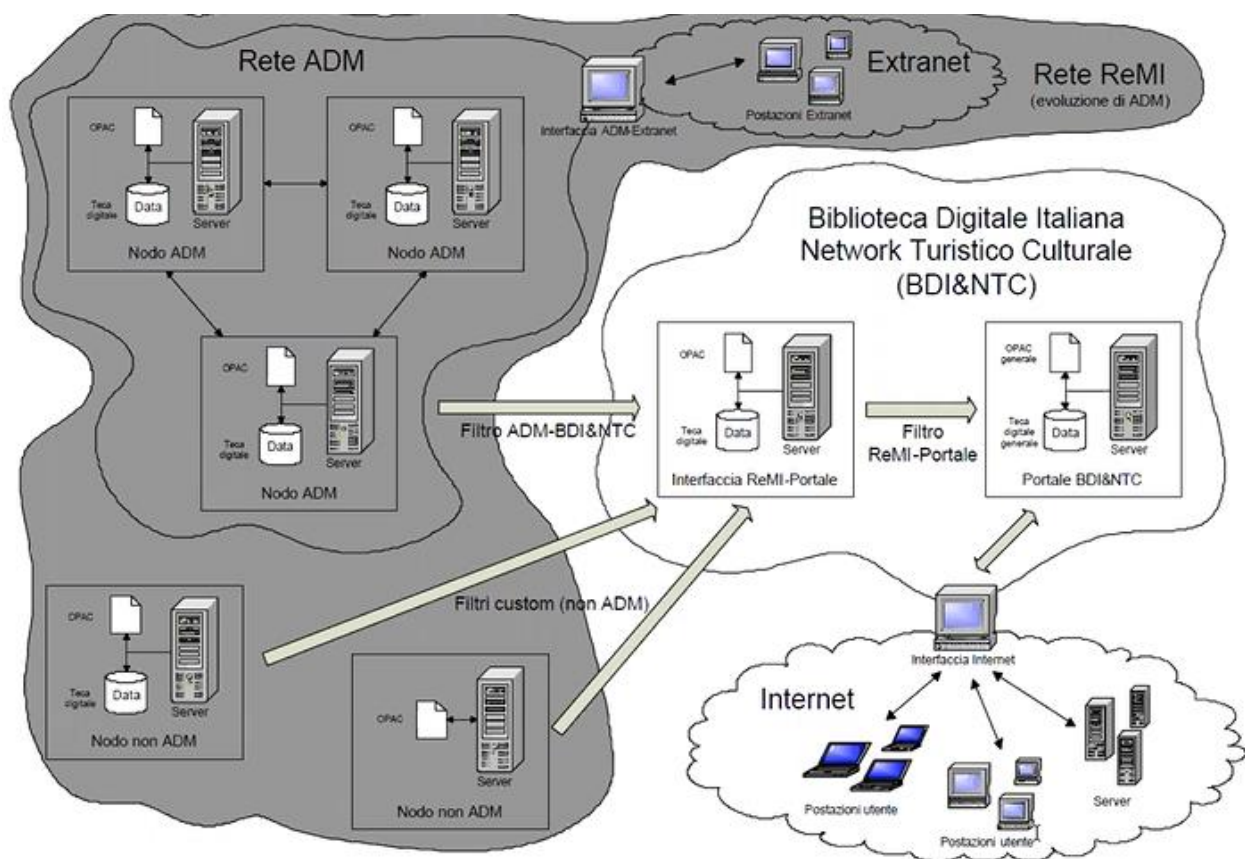 Rete ADM
Extranet
Rete ReMI
(evoluzione di ADM)
Postazioni Extranet
Interfaccia ADM-Extranet
OPAC
Teca
digitale
Data
Server
Nodo ADM
OPAC
Teca
digitale
Data
Server
Nodo ADM
OPAC
Teca
digitale
Data
Server
Nodo ADM
Biblioteca Digitale Italiana
Network Turistico Culturale
(BDI&NTC)
OPAC
Teca
digitale
Data
Server
Interfaccia ReMI-Portale
OPAC
generale
Teca
digitale
generale
Data
Server
Portale BDI&NTC
Filtro ADM-BDI&NTC
Filtro
ReMI-Portale
Filtri custom (non ADM)
OPAC
Teca
digitale
Data
Server
Nodo non ADM
OPAC
Server
Nodo non ADM
Interfaccia Internet
Internet
Postazioni utente
Postazioni utente
Server